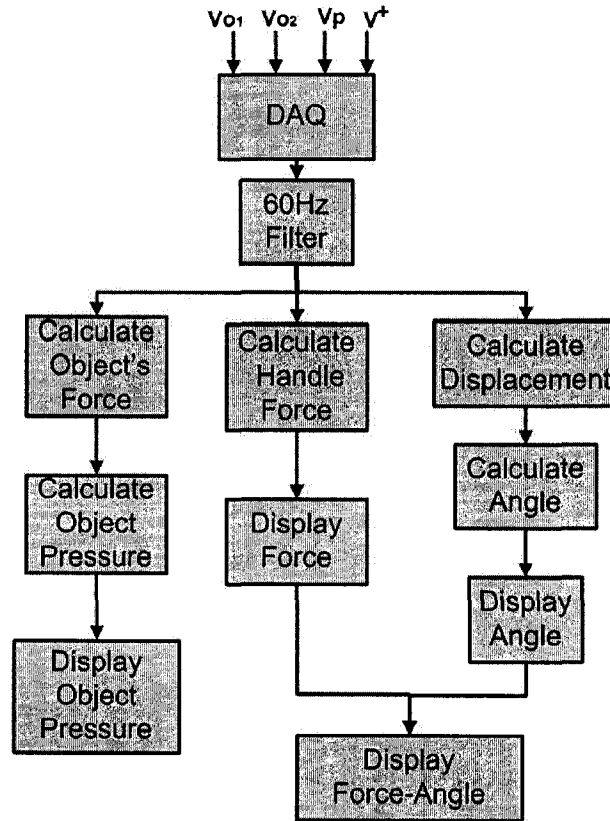 Vo1 Vo2 Vp V+
DAQ
60Hz
Filter
Calculate
Object's
Force
Calculate
Handle
Force
Calculate
Displacement
Calculate
Object
Pressure
Display
Force
Calculate
Angle
Display
Object
Pressure
Display
Angle
Display
Force-Angle